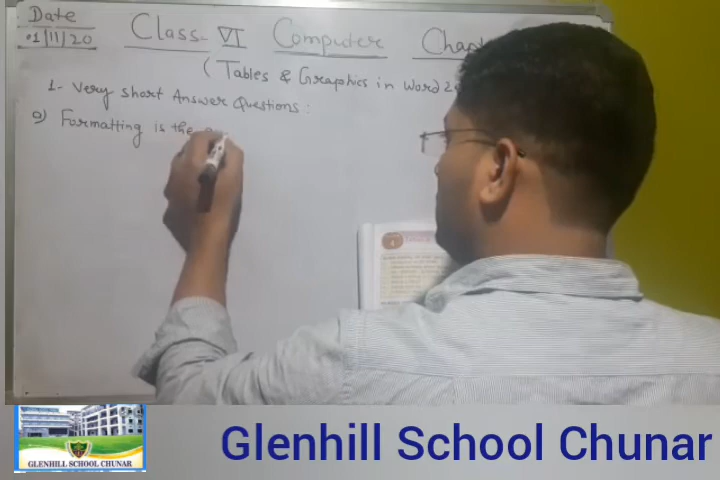 Date
01/11/20
Class-VI Computer
(Tables & Graphics in Word
1- Very short Answer Questions:
a) Formatting is the
GLENHILL SCHOOL CHUNAR
Glenhill School Chunar